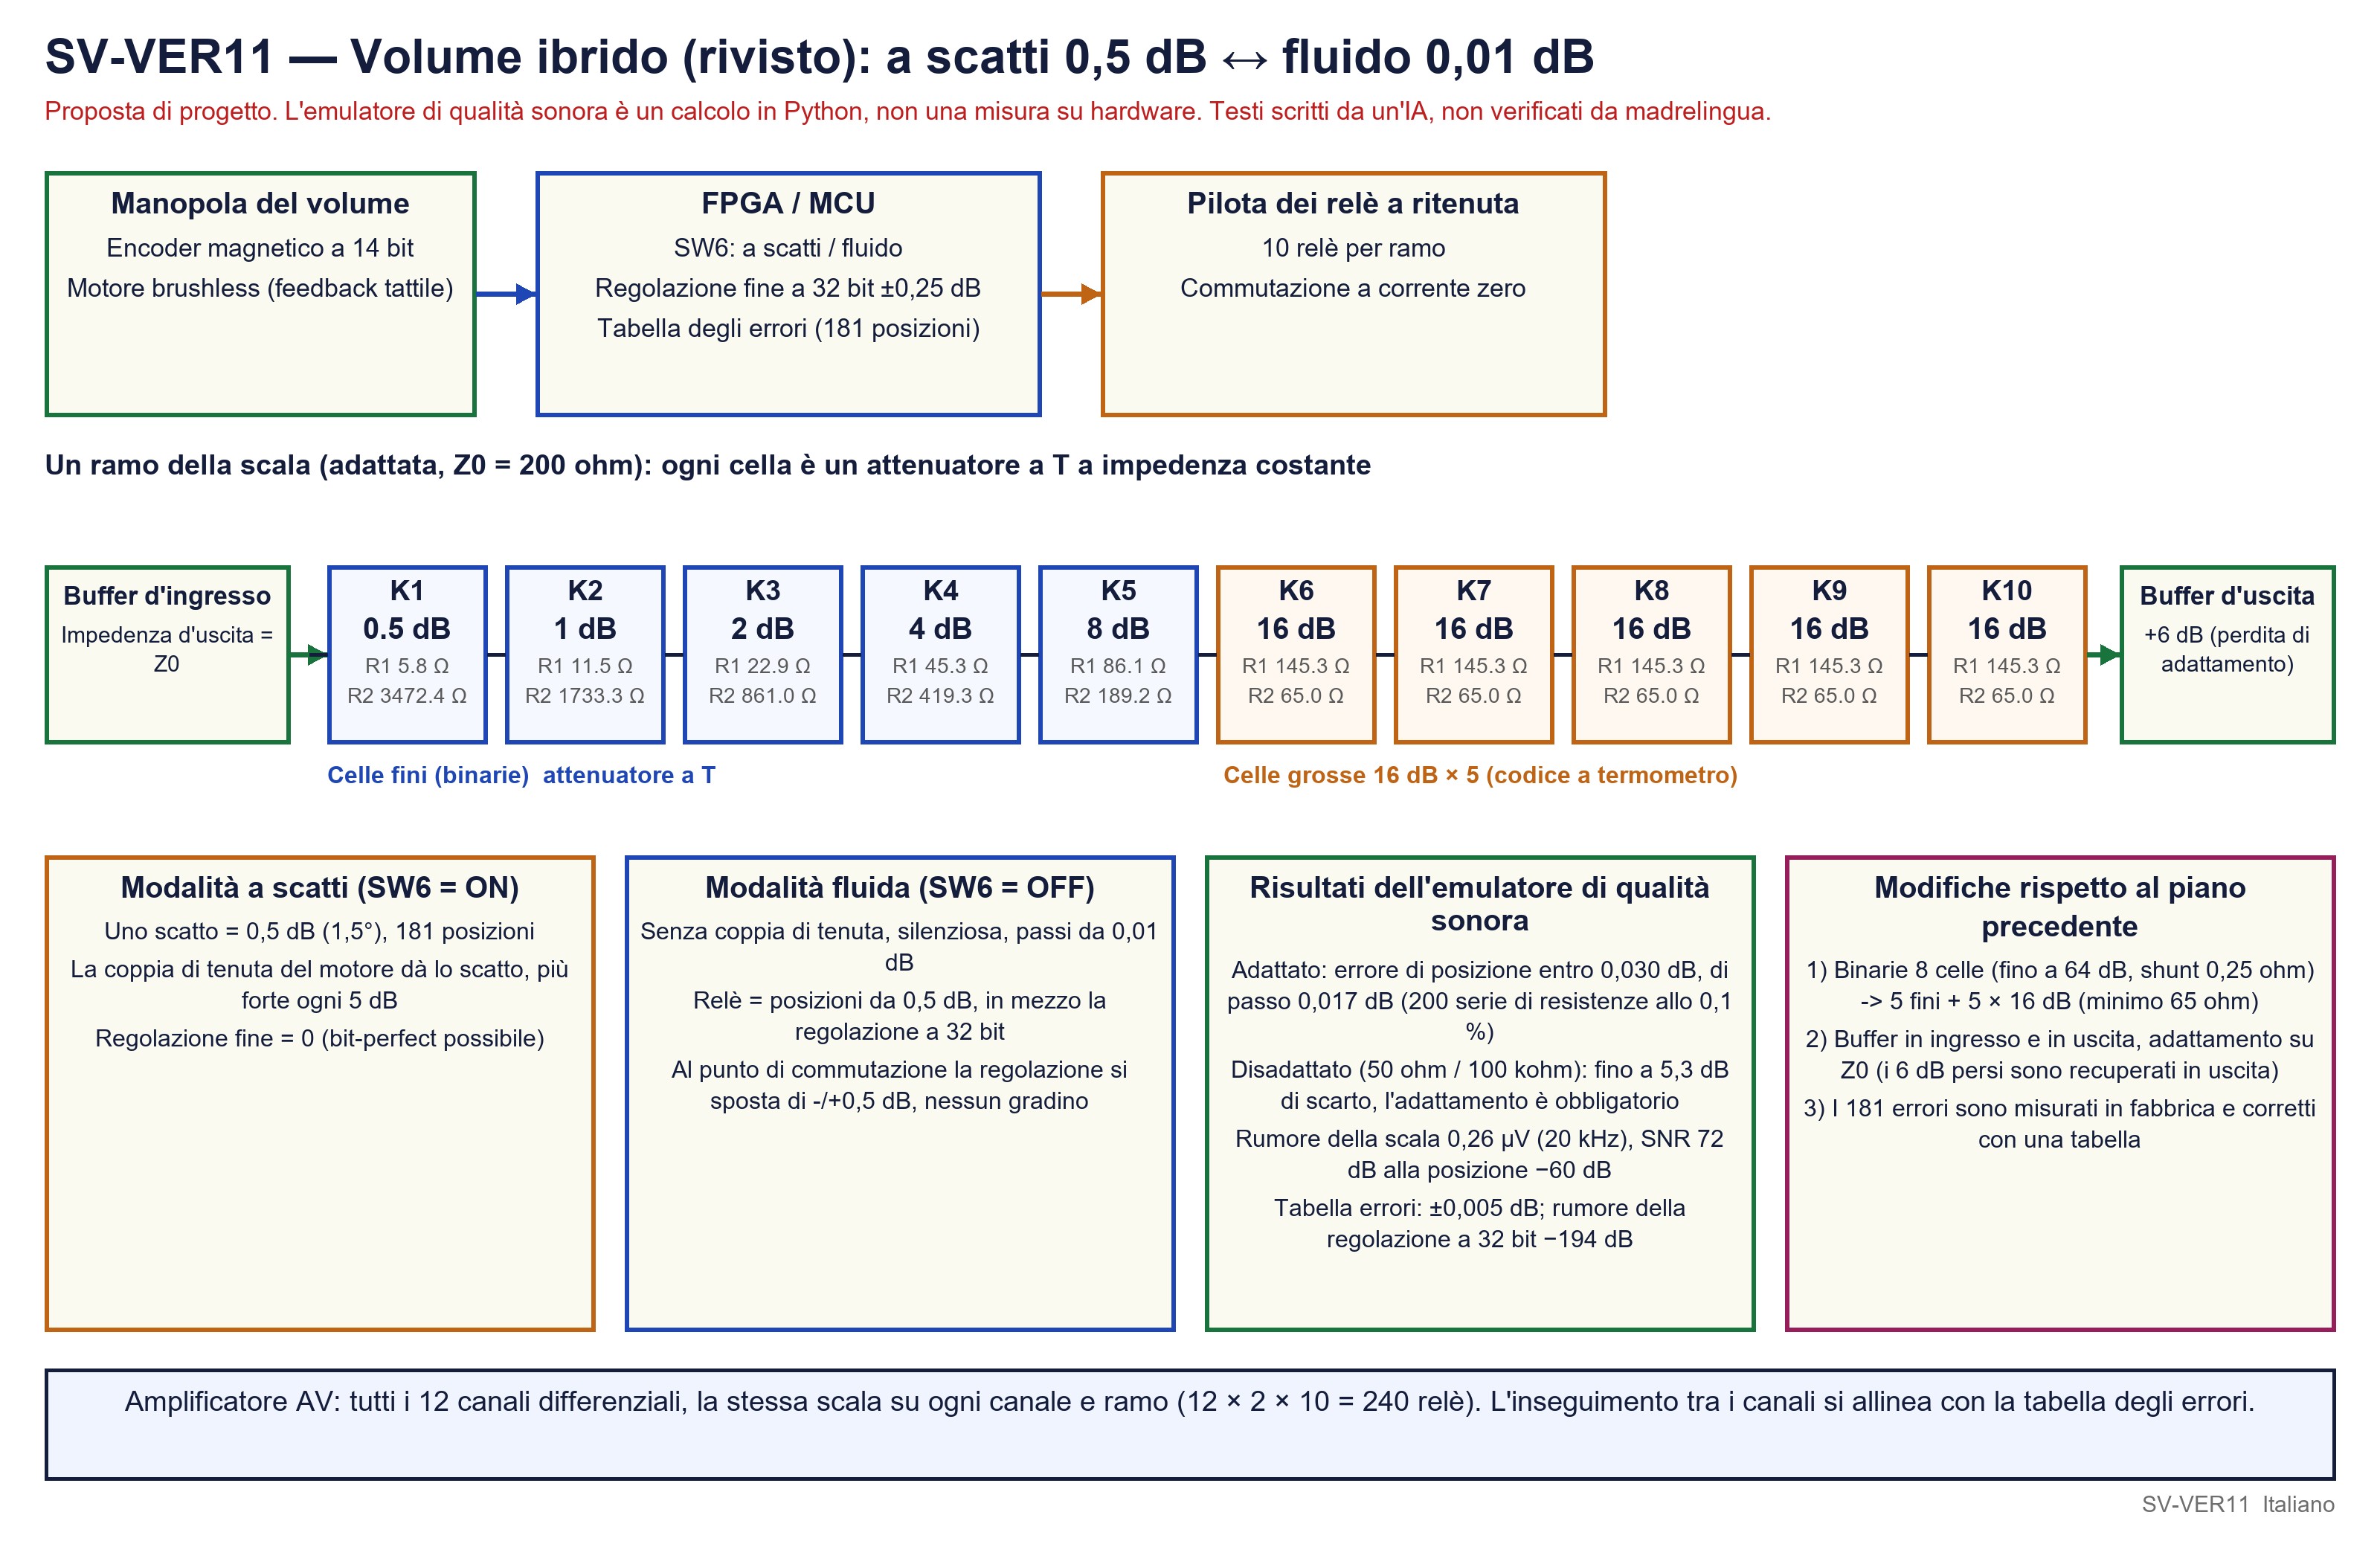 SV-VER11 — Volume ibrido (rivisto): a scatti 0,5 dB ↔ fluido 0,01 dB
Proposta di progetto. L'emulatore di qualità sonora è un calcolo in Python, non una misura su hardware. Testi scritti da un'IA, non verificati da madrelingua.
Manopola del volume
Encoder magnetico a 14 bit
Motore brushless (feedback tattile)
FPGA / MCU
SW6: a scatti / fluido
Regolazione fine a 32 bit ±0,25 dB
Tabella degli errori (181 posizioni)
Pilota dei relè a ritenuta
10 relè per ramo
Commutazione a corrente zero
Un ramo della scala (adattata, Z0 = 200 ohm): ogni cella è un attenuatore a T a impedenza costante
Buffer d'ingresso
Impedenza d'uscita =
Z0
K1
0.5 dB
R1 5.8 Ω
R2 3472.4 Ω
K2
1 dB
R1 11.5 Ω
R2 1733.3 Ω
K3
2 dB
R1 22.9 Ω
R2 861.0 Ω
K4
4 dB
R1 45.3 Ω
R2 419.3 Ω
K5
8 dB
R1 86.1 Ω
R2 189.2 Ω
K6
16 dB
R1 145.3 Ω
R2 65.0 Ω
K7
16 dB
R1 145.3 Ω
R2 65.0 Ω
K8
16 dB
R1 145.3 Ω
R2 65.0 Ω
K9
16 dB
R1 145.3 Ω
R2 65.0 Ω
K10
16 dB
R1 145.3 Ω
R2 65.0 Ω
Buffer d'uscita
+6 dB (perdita di
adattamento)
Celle fini (binarie)  attenuatore a T
Celle grosse 16 dB × 5 (codice a termometro)
Modalità a scatti (SW6 = ON)
Uno scatto = 0,5 dB (1,5°), 181 posizioni
La coppia di tenuta del motore dà lo scatto, più
forte ogni 5 dB
Regolazione fine = 0 (bit-perfect possibile)
Modalità fluida (SW6 = OFF)
Senza coppia di tenuta, silenziosa, passi da 0,01
dB
Relè = posizioni da 0,5 dB, in mezzo la
regolazione a 32 bit
Al punto di commutazione la regolazione si
sposta di -/+0,5 dB, nessun gradino
Risultati dell'emulatore di qualità
sonora
Adattato: errore di posizione entro 0,030 dB, di
passo 0,017 dB (200 serie di resistenze allo 0,1
%)
Disadattato (50 ohm / 100 kohm): fino a 5,3 dB
di scarto, l'adattamento è obbligatorio
Rumore della scala 0,26 µV (20 kHz), SNR 72
dB alla posizione −60 dB
Tabella errori: ±0,005 dB; rumore della
regolazione a 32 bit −194 dB
Modifiche rispetto al piano
precedente
1) Binarie 8 celle (fino a 64 dB, shunt 0,25 ohm)
-> 5 fini + 5 × 16 dB (minimo 65 ohm)
2) Buffer in ingresso e in uscita, adattamento su
Z0 (i 6 dB persi sono recuperati in uscita)
3) I 181 errori sono misurati in fabbrica e corretti
con una tabella
Amplificatore AV: tutti i 12 canali differenziali, la stessa scala su ogni canale e ramo (12 × 2 × 10 = 240 relè). L'inseguimento tra i canali si allinea con la tabella degli errori.
SV-VER11  Italiano